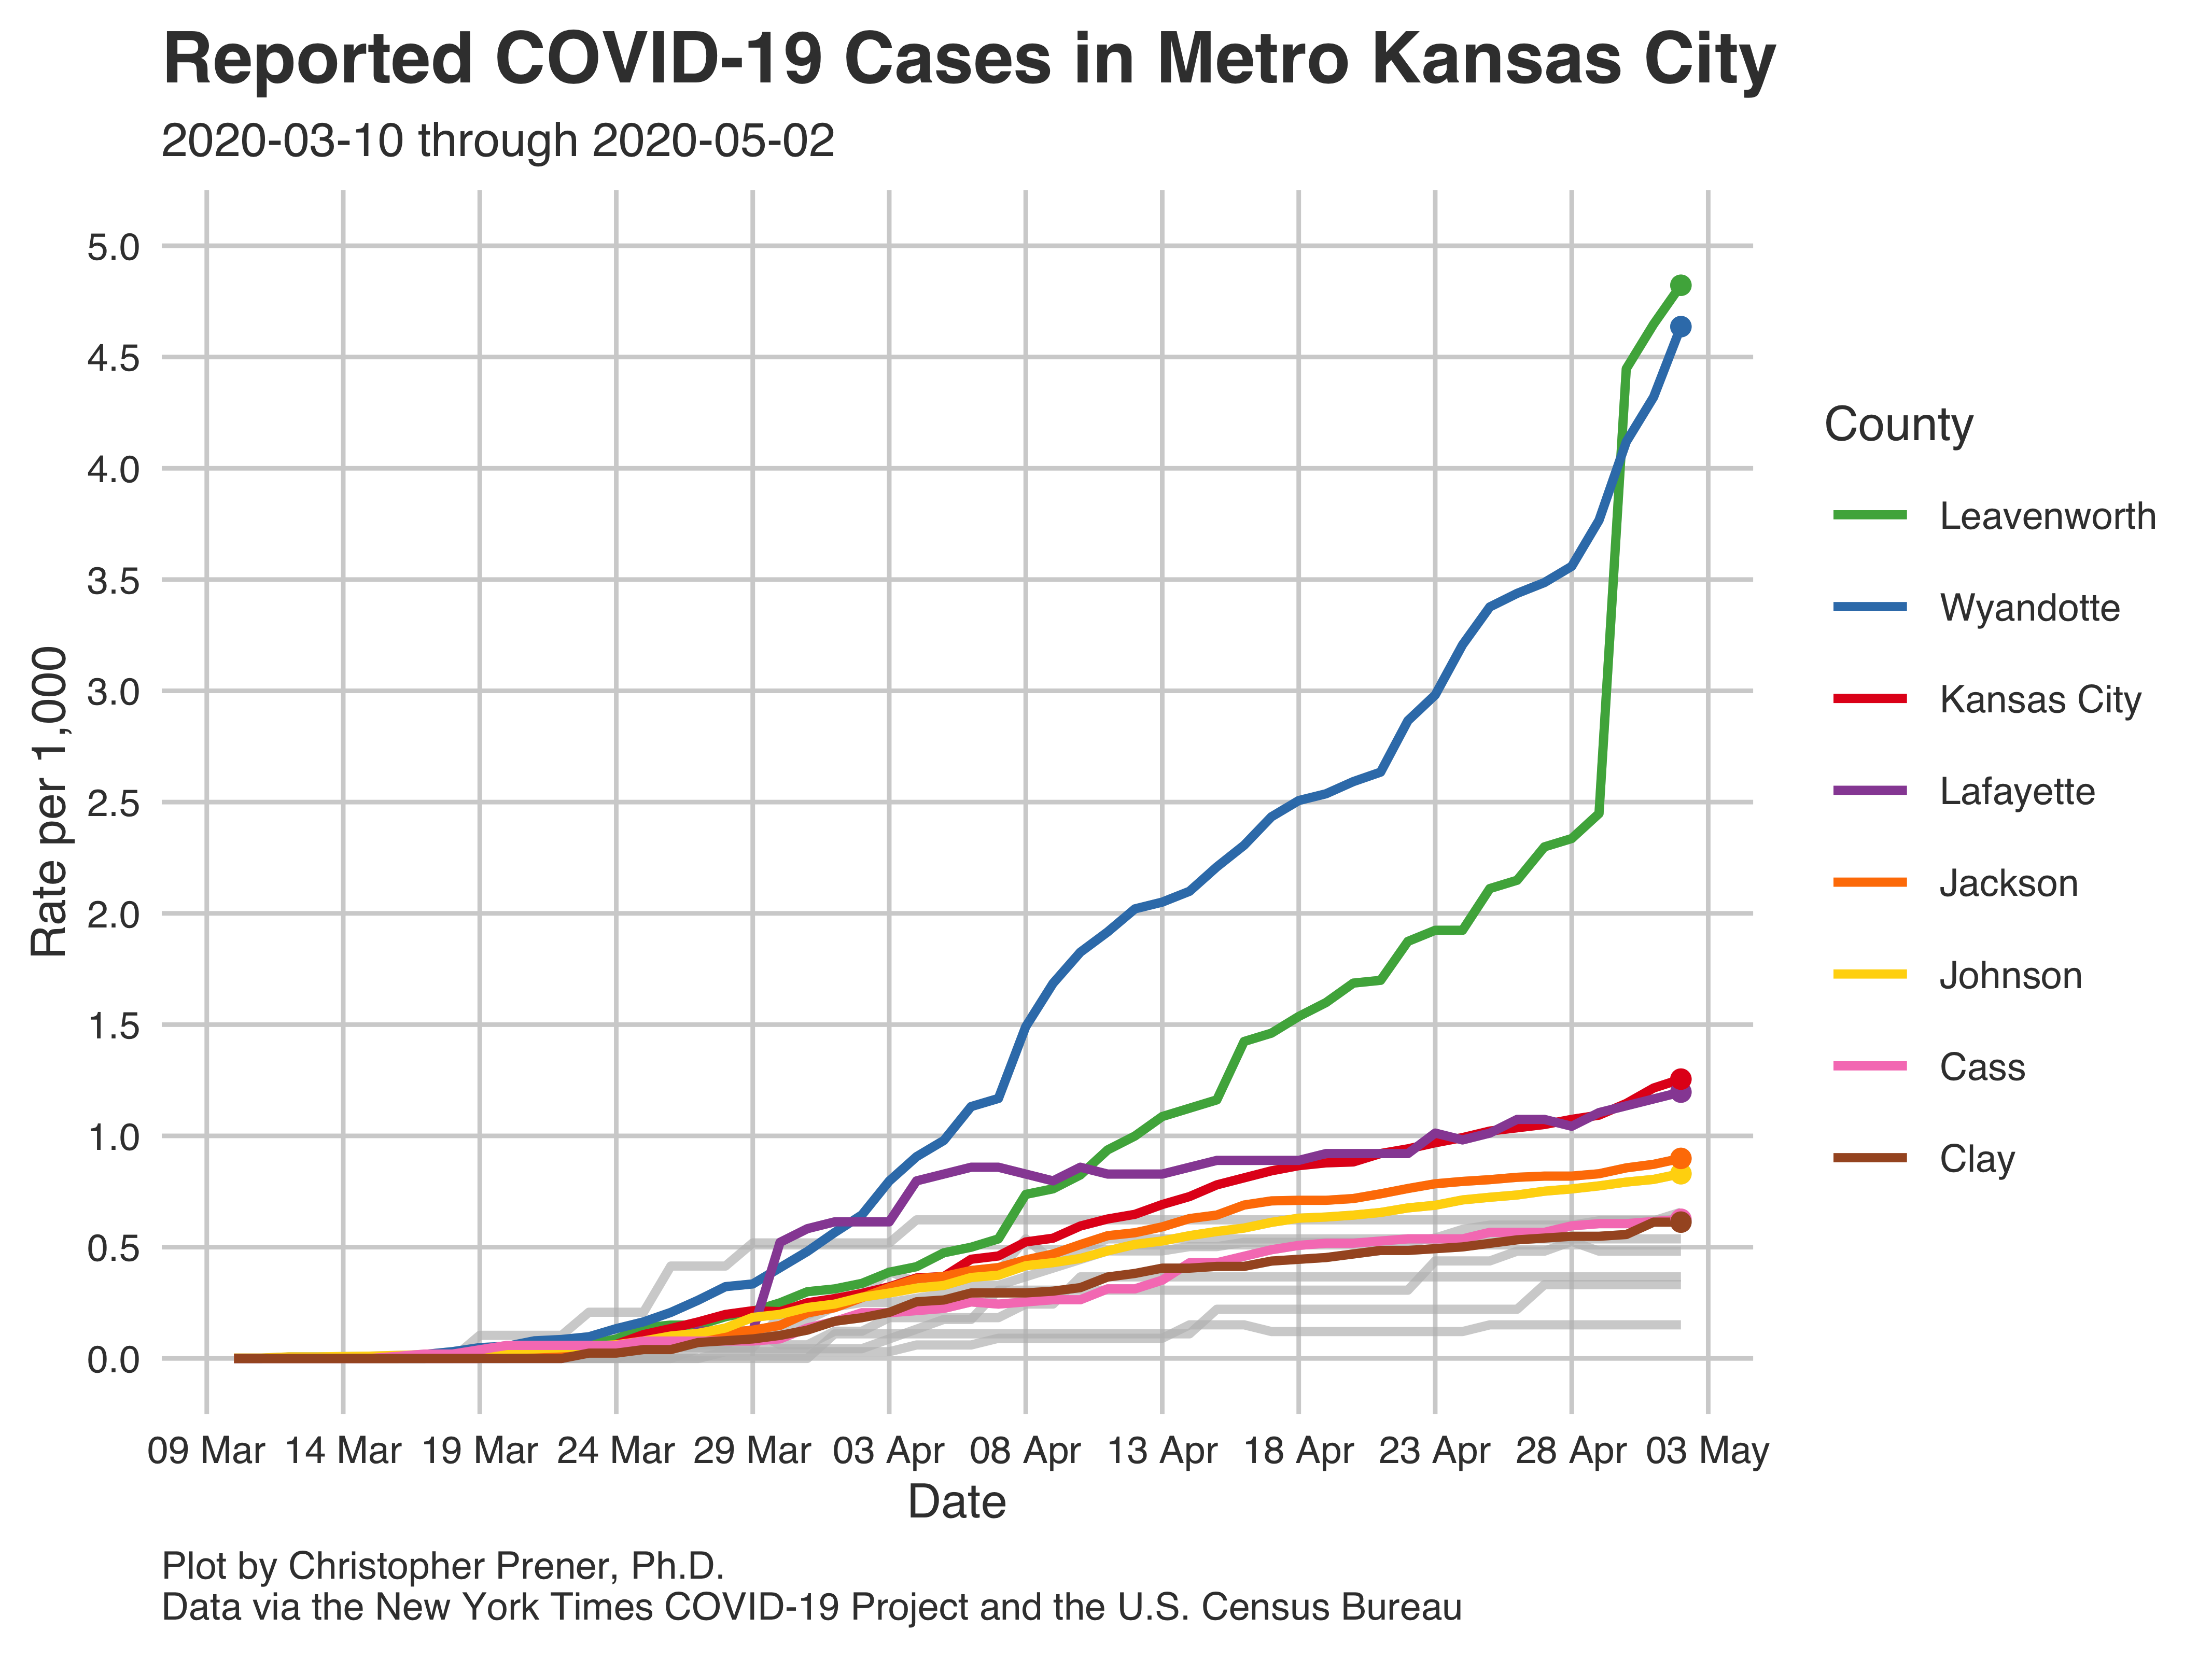 Reported COVID-19 Cases in Metro Kansas City
2020-03-10 through 2020-05-02
5.0
4.5
4.0
3.5
3.0
2.5
2.0
1.5
1.0
0.5
0.0
Rate per 1,000
09 Mar 14 Mar 19 Mar 24 Mar 29 Mar 03 Apr 08 Apr 13 Apr 18 Apr 23 Apr 28 Apr 03 May
Date
County
Leavenworth
Wyandotte
Kansas City
Lafayette
Jackson
Johnson
Cass
Clay
Plot by Christopher Prener, Ph.D.
Data via the New York Times COVID-19 Project and the U.S. Census Bureau